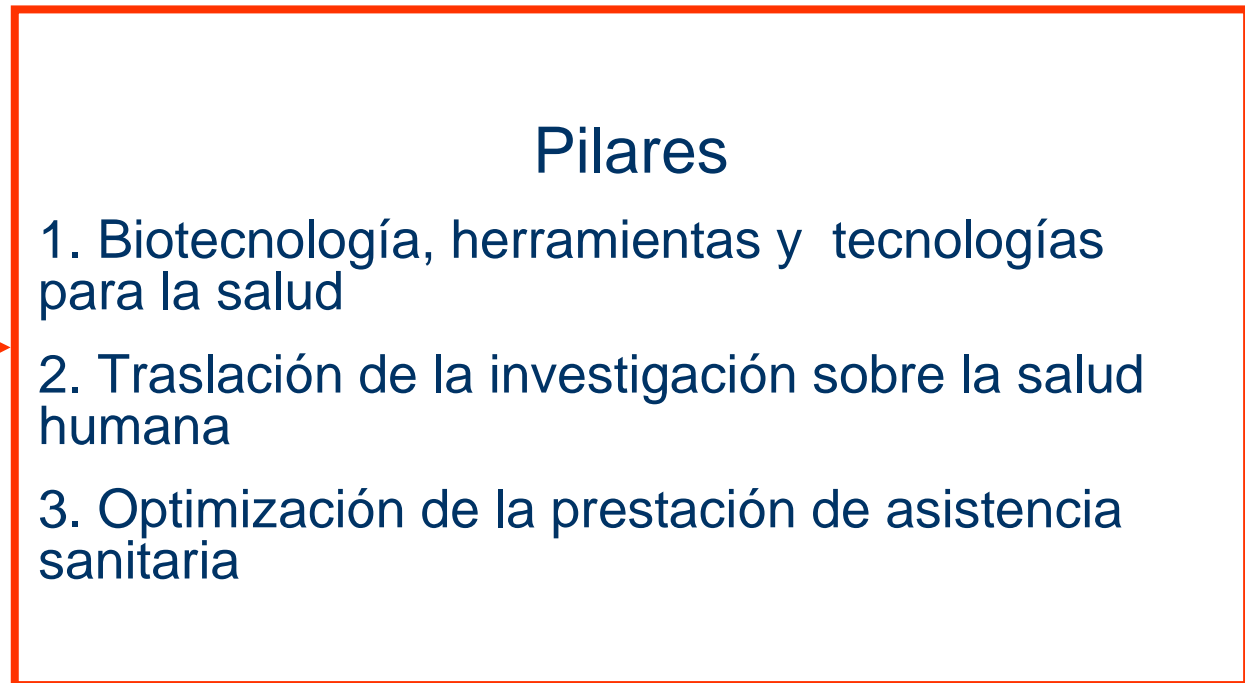 Pilares
1. Biotecnología, herramientas y  tecnologías
para la salud
2. Traslación de la investigación sobre la salud
humana
3. Optimización de la prestación de asistencia
sanitaria